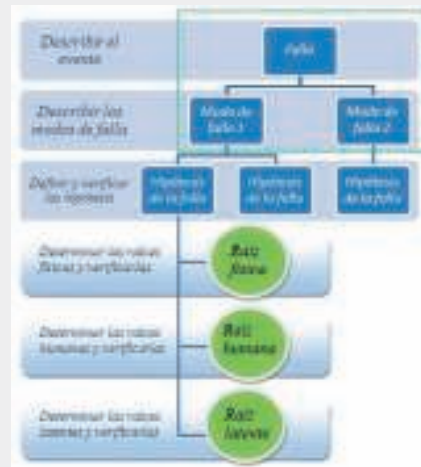 Describir el
evento
Falla
Describir los
modos de falla
Modo de
falla 1
Modo de
falla 2
Definir y verificar
las hipótesis
Hipótesis
de la falla
Hipótesis
de la falla
Hipótesis
de la falla
Determinar las raíces
físicas y verificarlas
Raíz
física
Determinar las raíces
humanas y verificarlas
Raíz
humana
Determinar las raíces
latentes y verificarlas
Raíz
latente